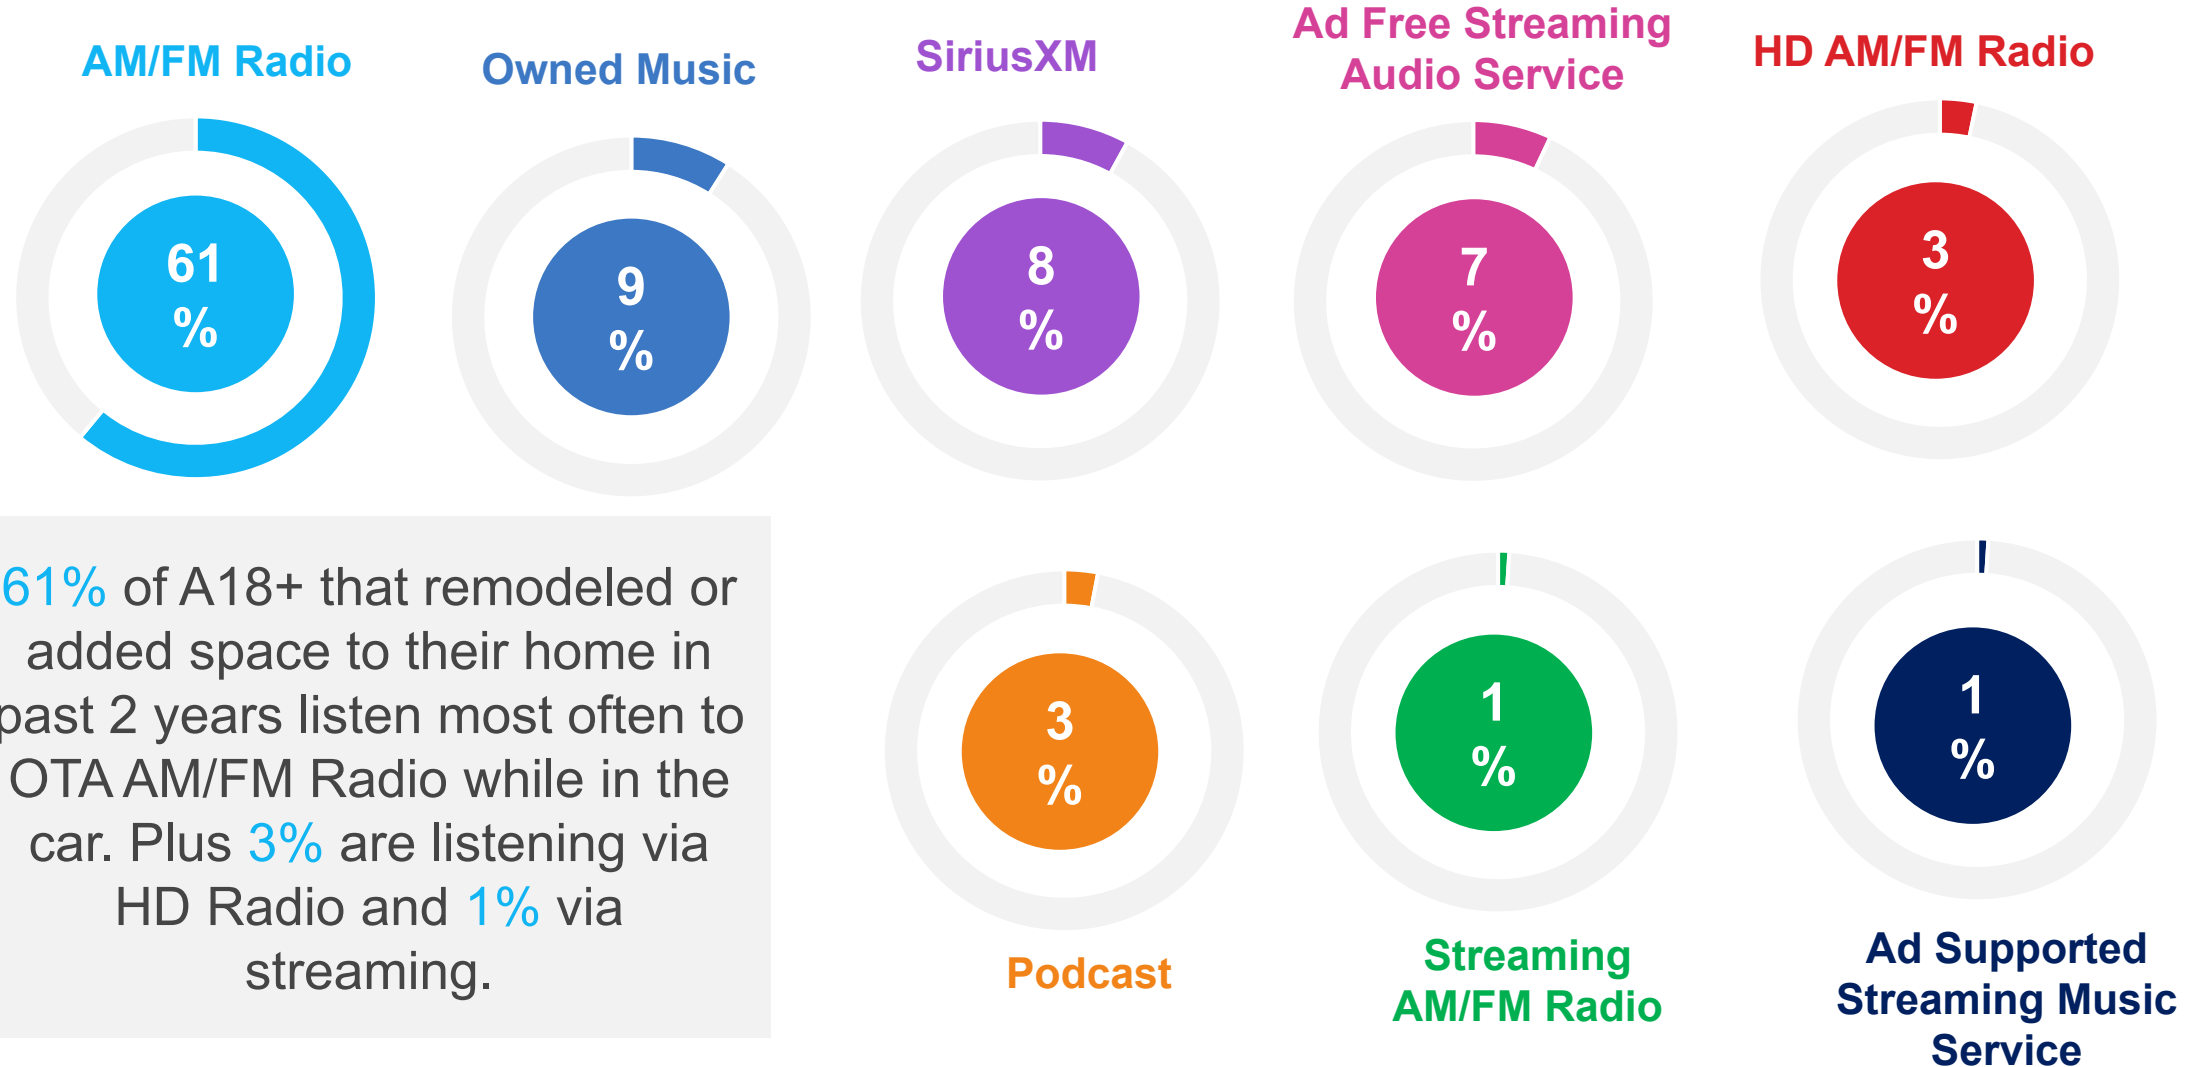 AM/FM Radio
61
%
Owned Music
9
%
SiriusXM
8
%
Ad Free Streaming
Audio Service
7
%
HD AM/FM Radio
3
%
61% of A18+ that remodeled or
added space to their home in
past 2 years listen most often to
OTA AM/FM Radio while in the
car. Plus 3% are listening via
HD Radio and 1% via
streaming.
3
%
Podcast
1
%
Streaming
AM/FM Radio
1
%
Ad Supported
Streaming Music
Service